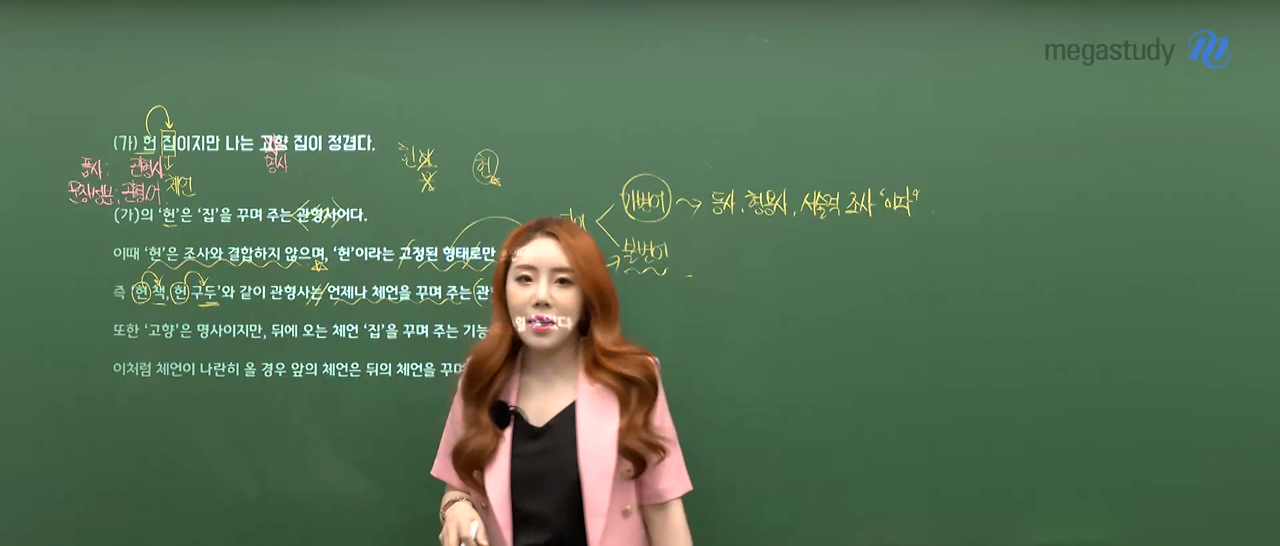 megastudy
(가) 헌 집이지만 나는 고향 집이 정겹다.
품사: 관형사 명사
문장성분: 관형어 체언
헌
가변어 → 동사, 형용사, 서술격 조사 '이다'
불변어
(가)의 '헌'은 '집'을 꾸며 주는 관형사이다.
이때 '헌'은 조사와 결합하지 않으며, '헌'이라는 고정된 형태로만
즉 '헌 책, 헌 구두'와 같이 관형사는 언제나 체언을 꾸며 주는
또한 '고향'은 명사이지만, 뒤에 오는 체언 '집'을 꾸며 주는 기능
이처럼 체언이 나란히 올 경우 앞의 체언은 뒤의 체언을 꾸며